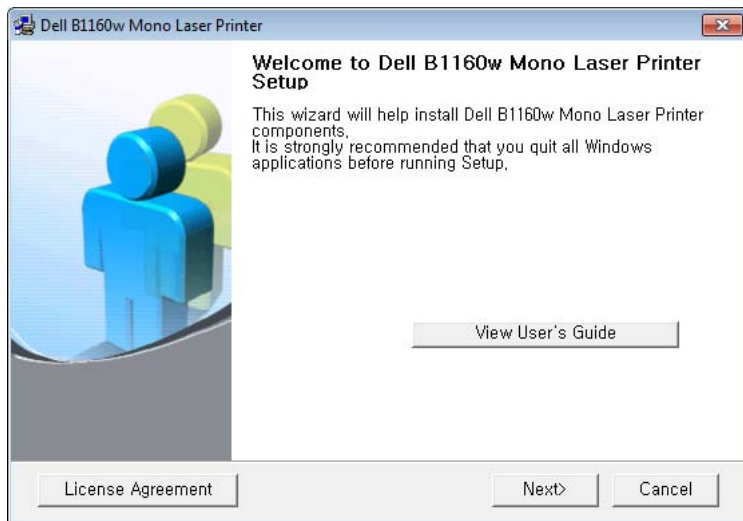 Dell B1160w Mono Laser Printer
Welcome to Dell B1160w Mono Laser Printer
Setup
This wizard will help install Dell B1160w Mono Laser Printer
components,
It is strongly recommended that you quit all Windows
applications before running Setup,
View User's Guide
License Agreement
Next>
Cancel